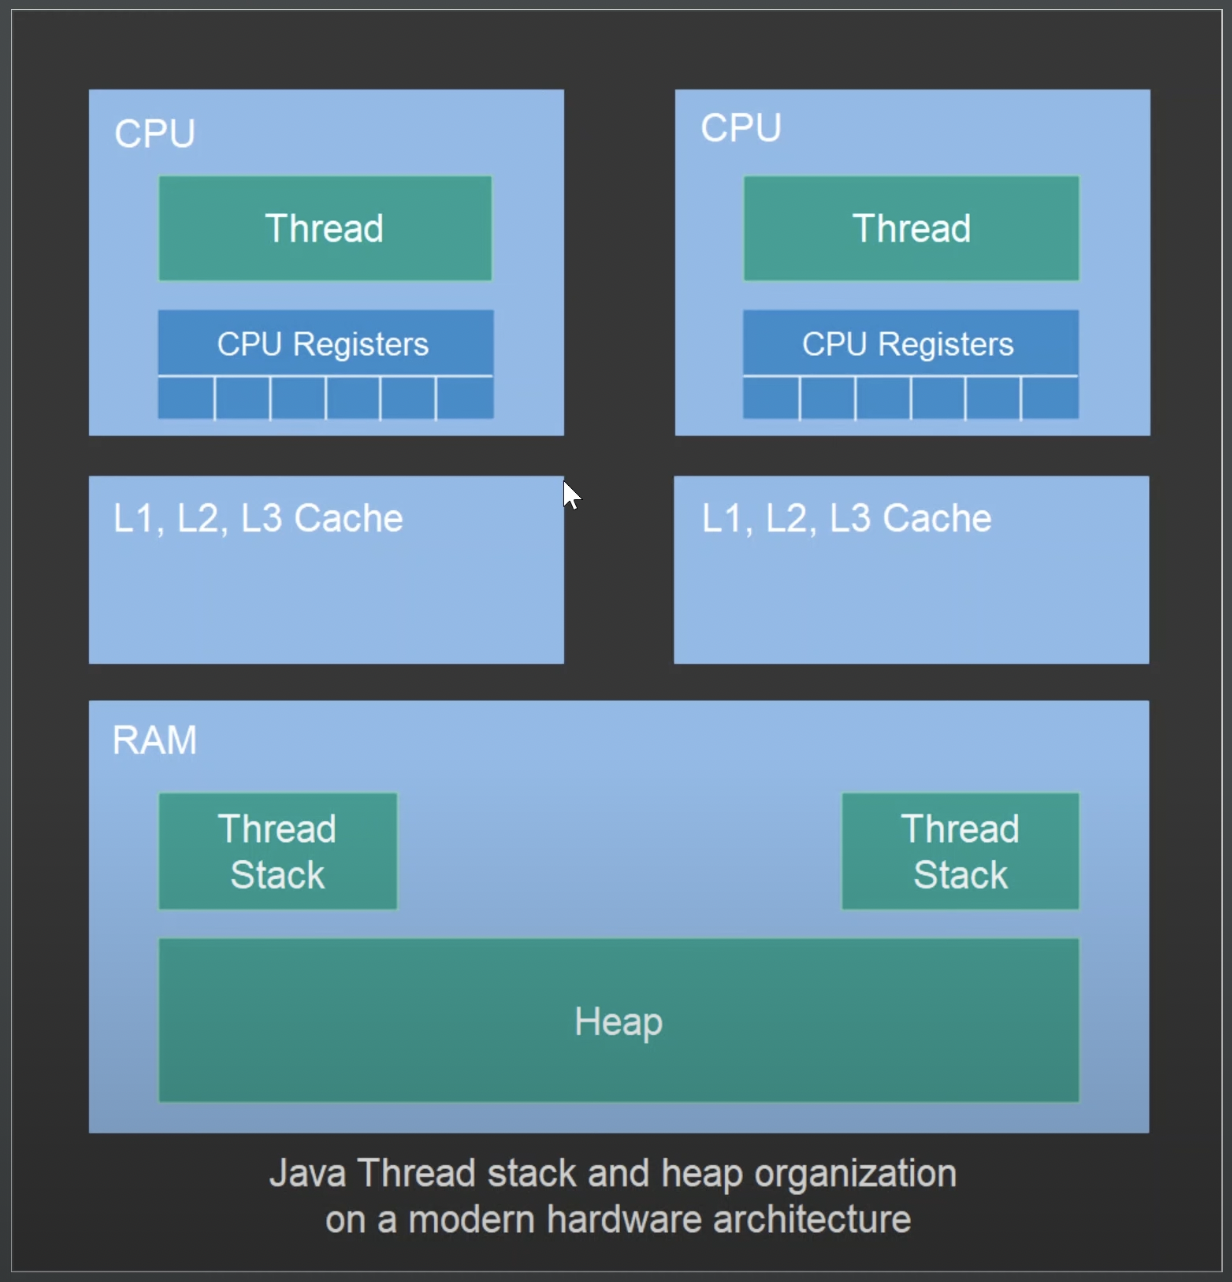 CPU
Thread
CPU Registers
CPU
Thread
CPU Registers
L1, L2, L3 Cache
L1, L2, L3 Cache
RAM
Thread
Stack
Thread
Stack
Heap
Java Thread stack and heap organization
on a modern hardware architecture